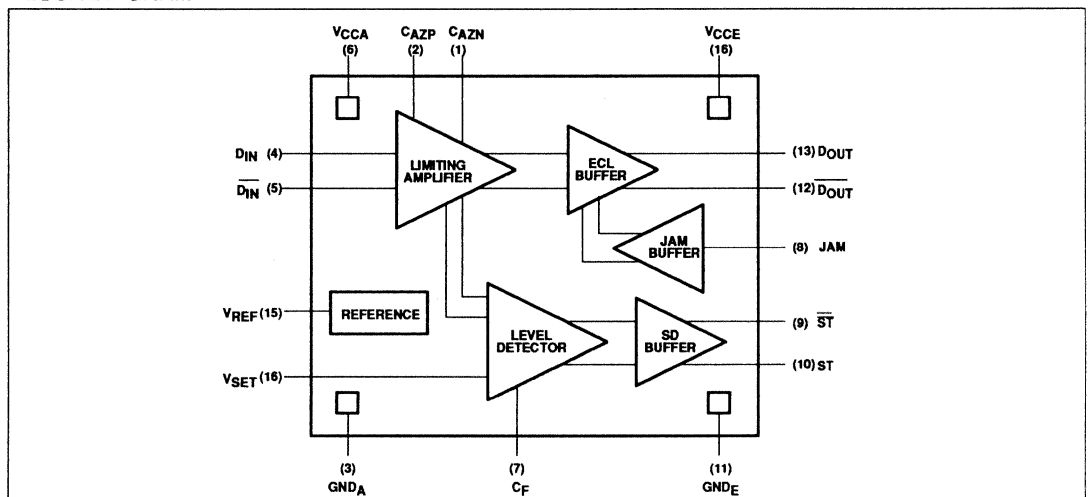 VCCA CAZP CAZN VCCE
(6) (2) (1) (16)
DIN (4) LIMITING AMPLIFIER ECL BUFFER (13) DOUT
DIN (5) (12) DOUT
JAM BUFFER (8) JAM
VREF (15) REFERENCE LEVEL DETECTOR SD BUFFER (9) ST
VSET (16) (10) ST
(3) (7) (11)
GNDA CF GNDE